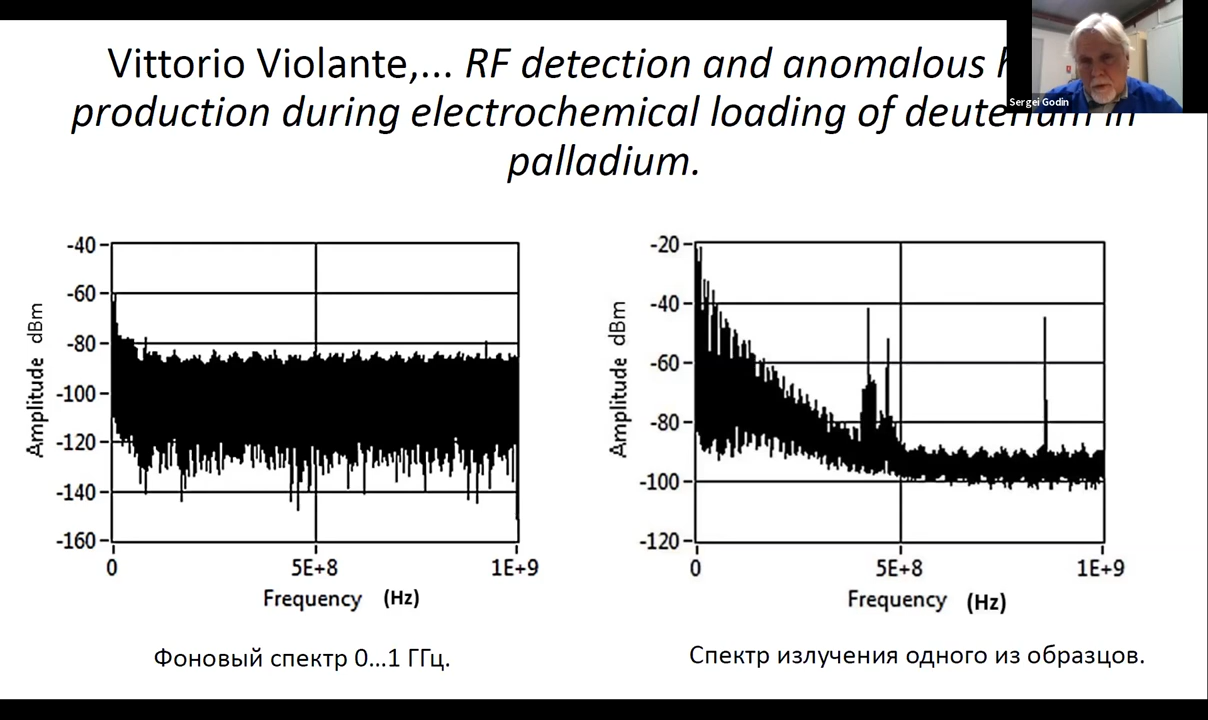 Vittorio Violante,... RF detection and anomalous
production during electrochemical loading of deuterium in
palladium.
Sergei Godin
-40
-60
-80
-100
-120
-140
-160
Amplitude dBm
0
5E+8
1E+9
Frequency (Hz)
Фоновый спектр 0...1 ГГц.
-20
-40
-60
-80
-100
-120
Amplitude dBm
0
5E+8
1E+9
Frequency (Hz)
Спектр излучения одного из образцов.